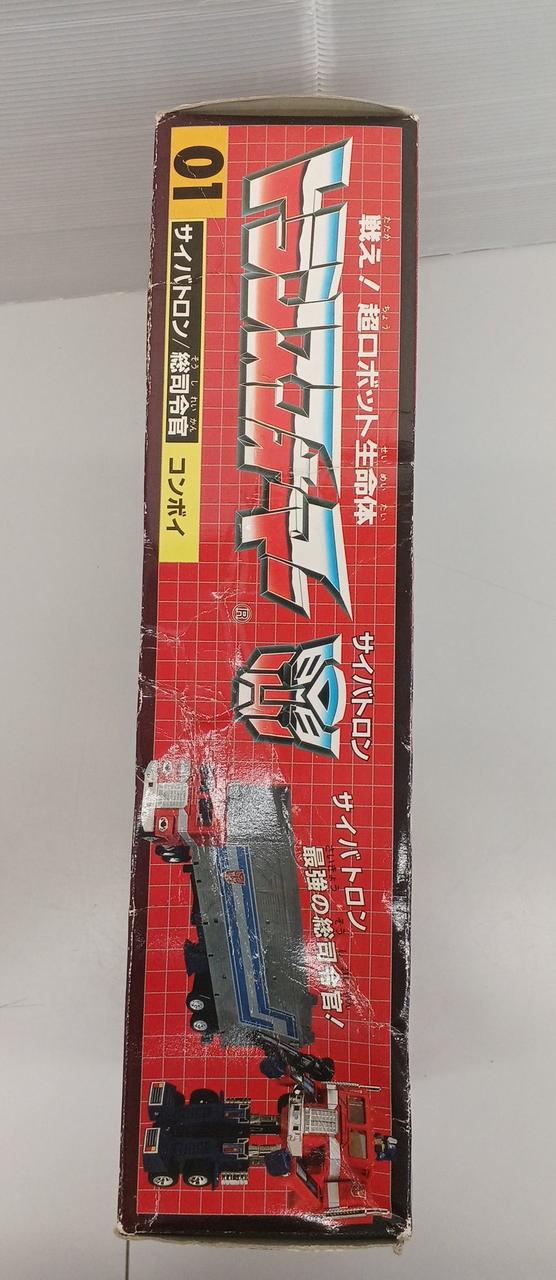 戦え！超ロボット生命体
トランスフォーマー
®
01
サイバトロン/総司令官 コンボイ
サイバトロン
サイバトロン
最強の総司令官！